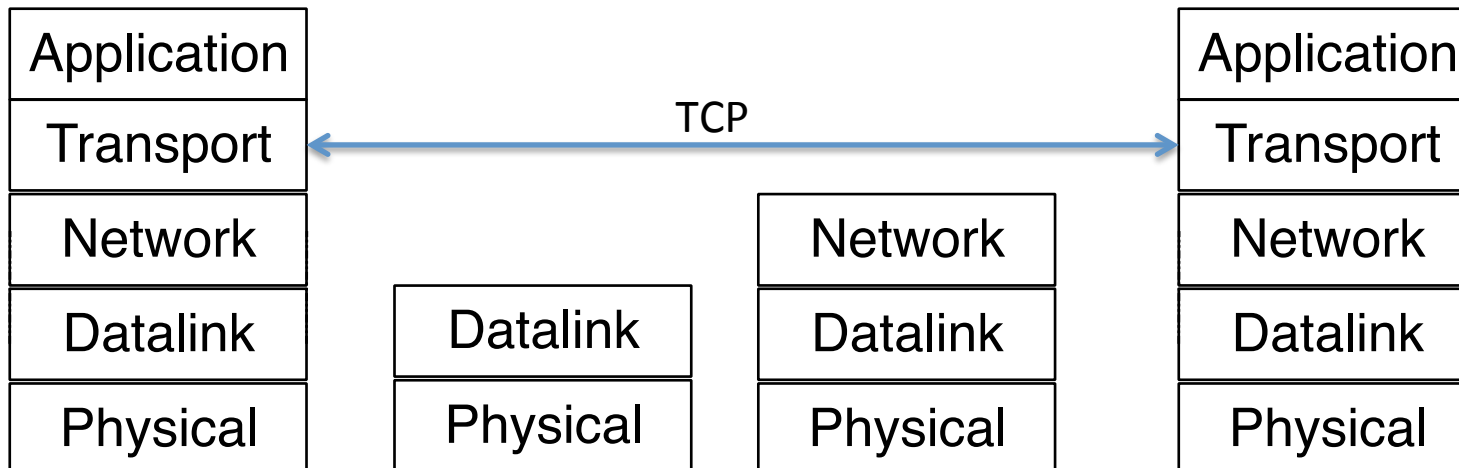 Application
Application
TCP
Transport
Transport
Network
Network
Network
Datalink
Datalink
Datalink
Datalink
Physical
Physical
Physical
Physical